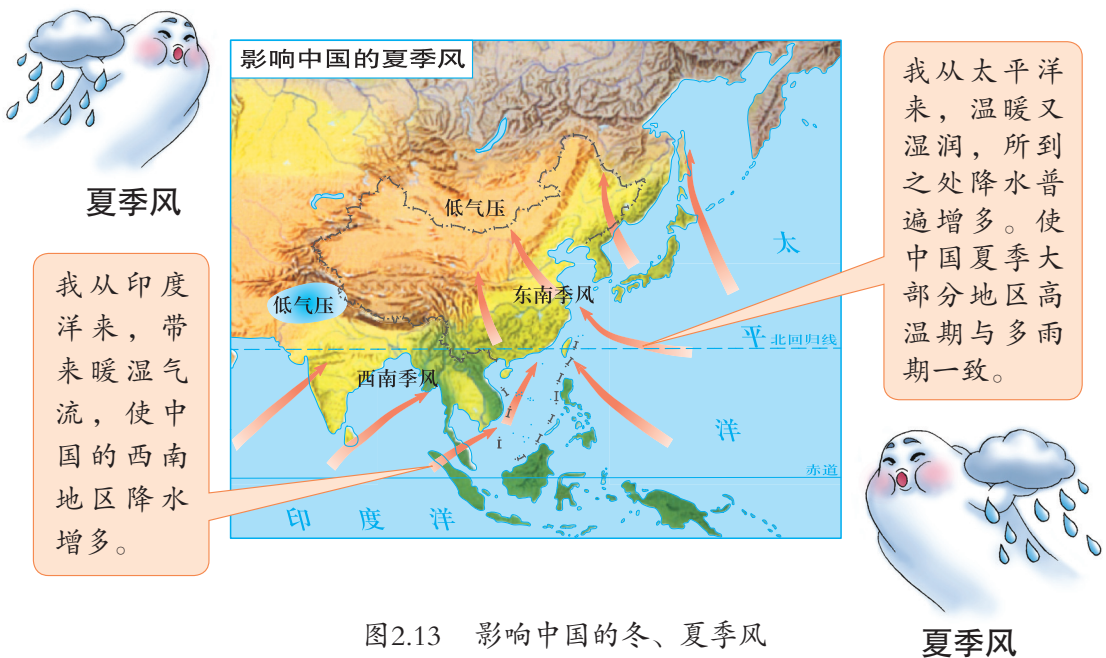 影响中国的夏季风
夏季风
我从印度
洋来，带
来暖湿气
流，使中
国的西南
地区降水
增多。
我从太平洋
来，温暖又
湿润，所到
之处降水普
遍增多。使
中国夏季大
部分地区高
温期与多雨
期一致。
低气压
低气压
东南季风
西南季风
太
平
洋
北回归线
赤道
印度洋
夏季风
图2.13 影响中国的冬、夏季风